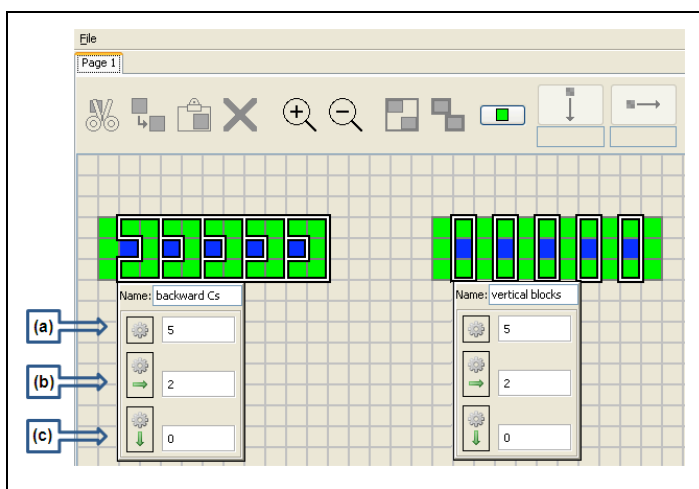 File
Page 1
Name: backward Cs
Name: vertical blocks
(a)
5
5
(b)
2
2
(c)
0
0